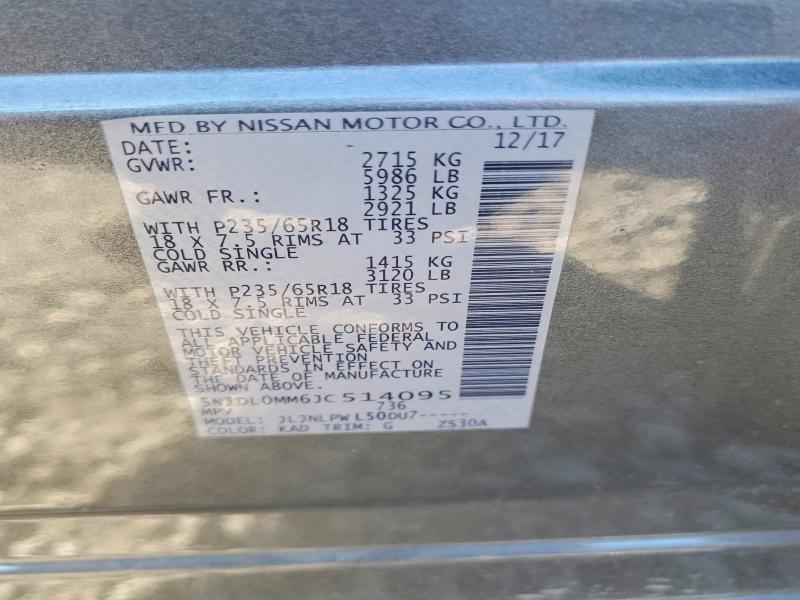 MFD BY NISSAN MOTOR CO., LTD.
DATE: 12/17
GVWR: 2715 KG
5986 LB
GAWR FR.: 1325 KG
2921 LB
WITH P235/65R18 TIRES
18 X 7.5 RIMS AT 33 PSI
COLD SINGLE
GAWR RR.: 1415 KG
3120 LB
WITH P235/65R18 TIRES
18 X 7.5 RIMS AT 33 PSI
COLD SINGLE
THIS VEHICLE CONFORMS TO
ALL APPLICABLE FEDERAL
MOTOR VEHICLE SAFETY AND
THEFT PREVENTION
STANDARDS IN EFFECT ON
THE DATE OF MANUFACTURE
SHOWN ABOVE.
5N1DL0MM6JC514095
MPV 736
MODEL: JLJNLPWL50DU7-----
COLOR: KAD TRIM: G ZS30A